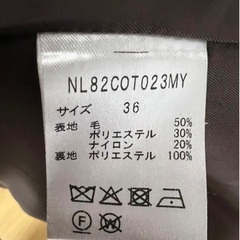 NL82COT023MY
サイズ 36
表地 毛 50%
ポリエステル 30%
ナイロン 20%
裏地 ポリエステル 100%